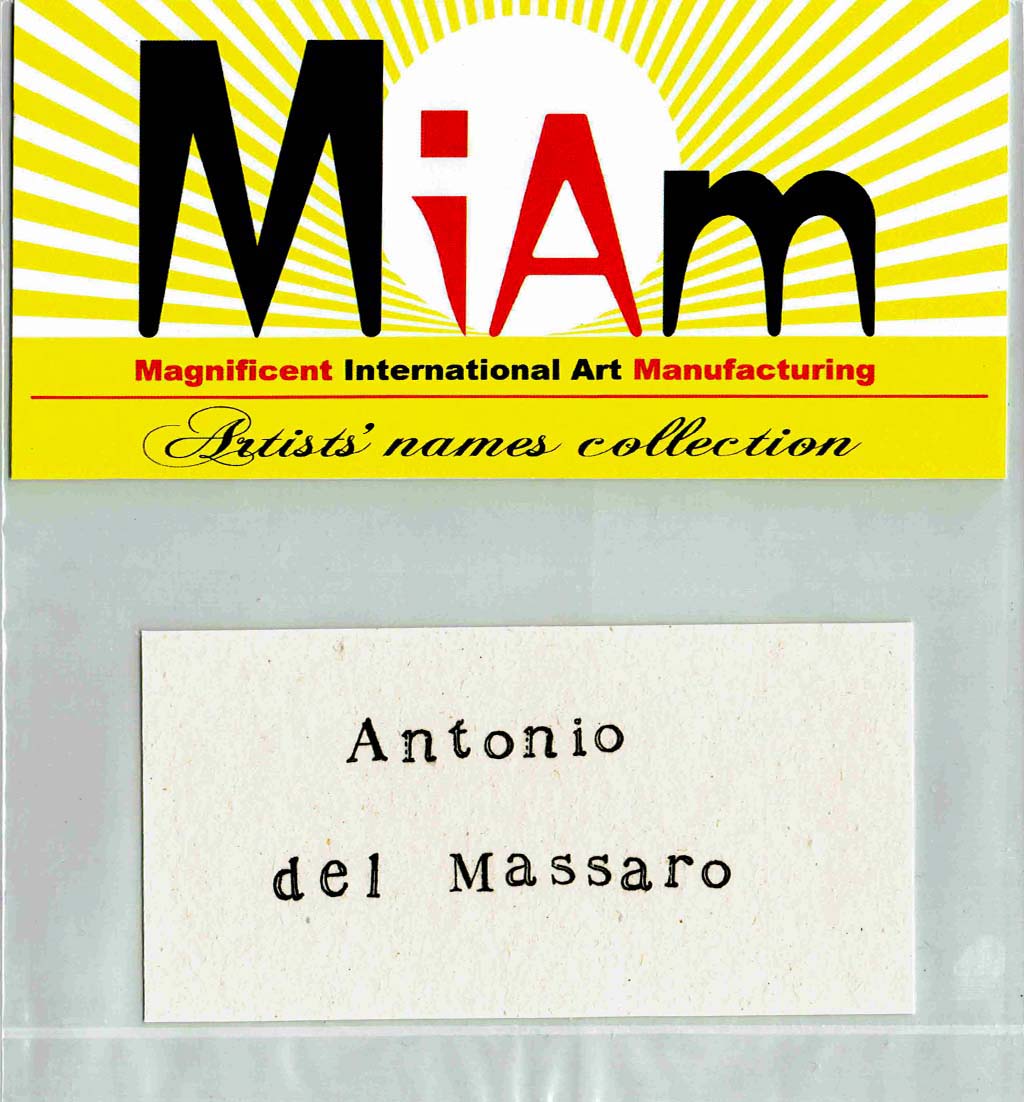 MiAm
Magnificent International Art Manufacturing
Artists' names collection
Antonio
del Massaro